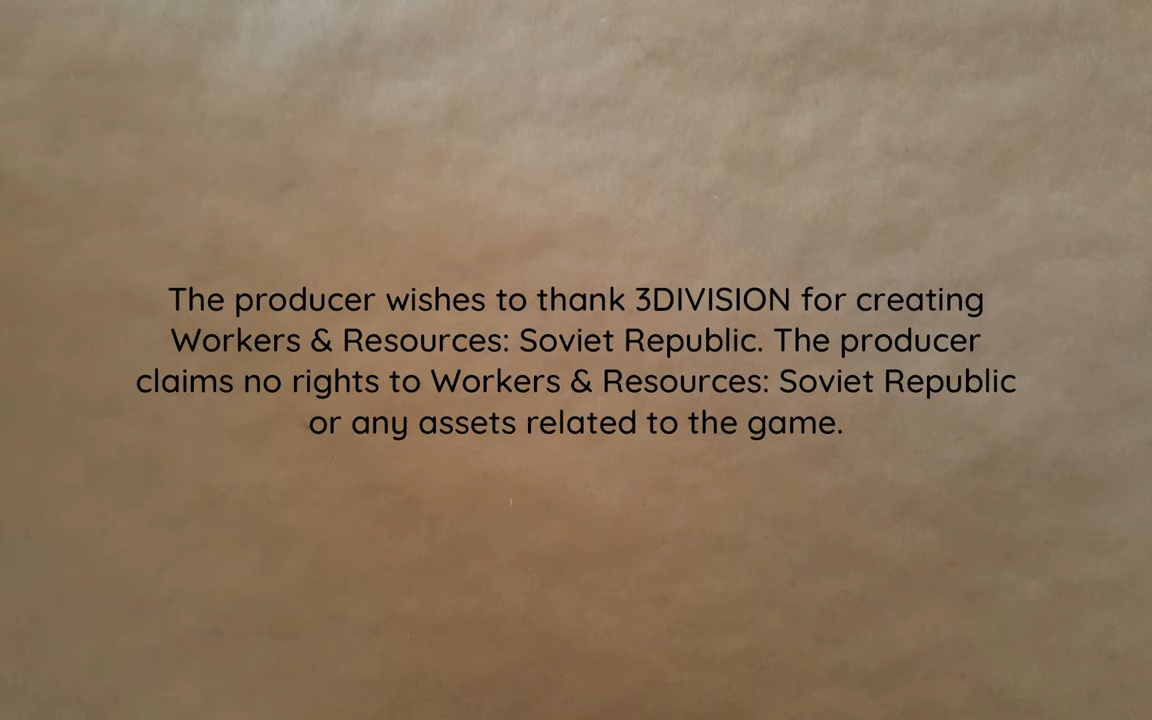 The producer wishes to thank 3DIVISION for creating
Workers & Resources: Soviet Republic. The producer
claims no rights to Workers & Resources: Soviet Republic
or any assets related to the game.